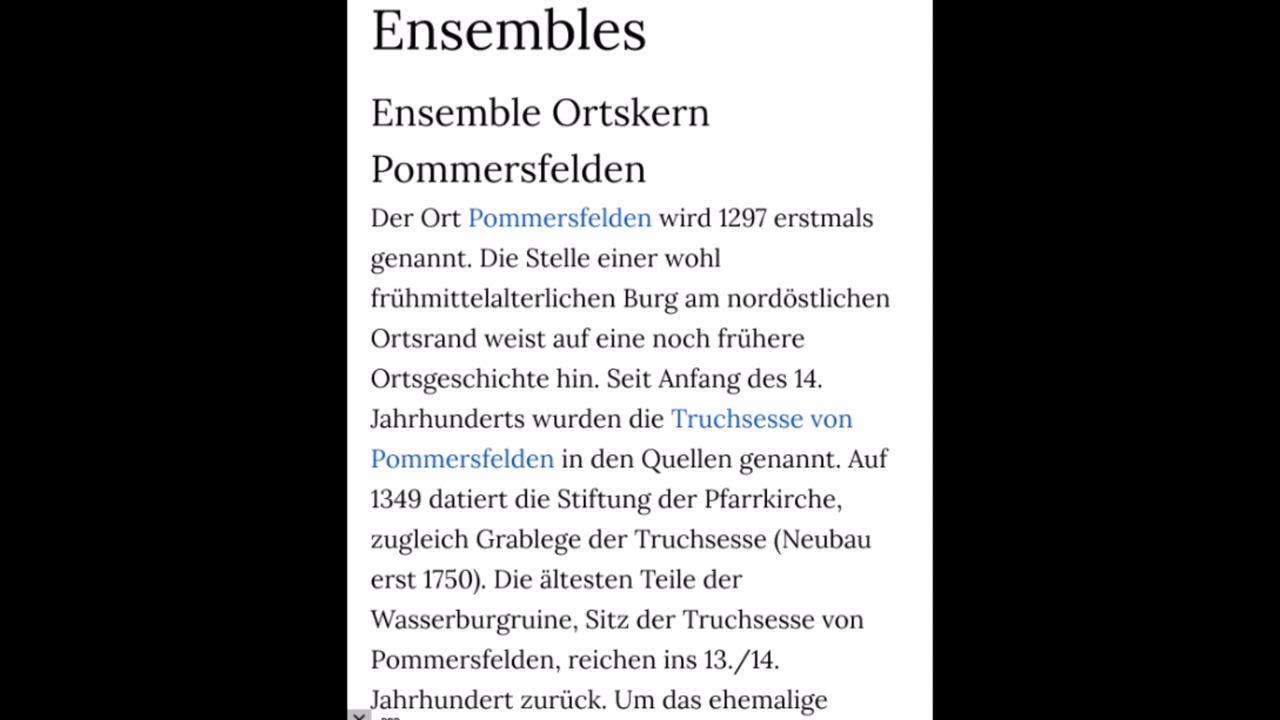 Ensembles
Ensemble Ortskern
Pommersfelden
Der Ort Pommersfelden wird 1297 erstmals
genannt. Die Stelle einer wohl
frühmittelalterlichen Burg am nordöstlichen
Ortsrand weist auf eine noch frühere
Ortsgeschichte hin. Seit Anfang des 14.
Jahrhunderts wurden die Truchsesse von
Pommersfelden in den Quellen genannt. Auf
1349 datiert die Stiftung der Pfarrkirche,
zugleich Grablege der Truchsesse (Neubau
erst 1750). Die ältesten Teile der
Wasserburgruine, Sitz der Truchsesse von
Pommersfelden, reichen ins 13./14.
Jahrhundert zurück. Um das ehemalige